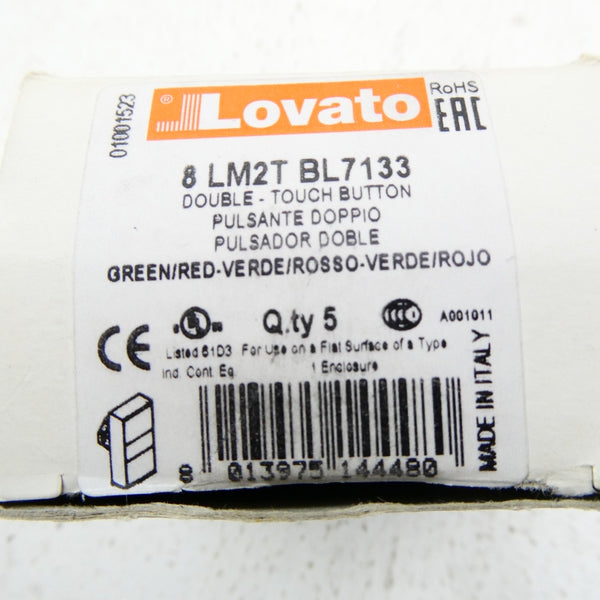 01001523
® Lovato
RoHS
EAC
8 LM2T BL7133
DOUBLE - TOUCH BUTTON
PULSANTE DOPPIO
PULSADOR DOBLE
GREEN/RED-VERDE/ROSSO-VERDE/ROJO
CE
UL
Q.ty 5
CCC
A001011
Listed 61D3 For Use on a Flat Surface of a Type
Ind. Cont. Eq. 1 Enclosure
8 013975 144480
MADE IN ITALY